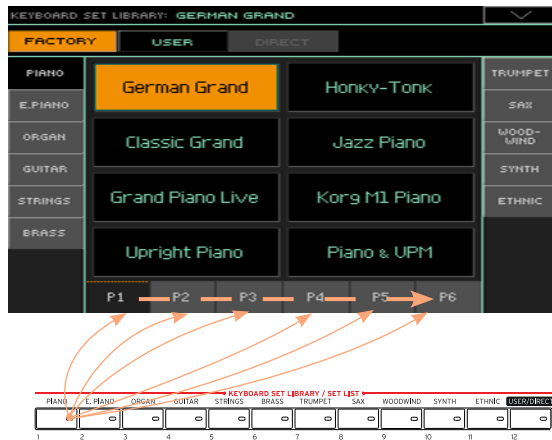 KEYBOARD SET LIBRARY: GERMAN GRAND
FACTORY USER DIRECT
PIANO
E.PIANO
ORGAN
GUITAR
STRINGS
BRASS
German Grand Honky-Tonk
Classic Grand Jazz Piano
Grand Piano Live Korg M1 Piano
Upright Piano Piano & UPM
TRUMPET
SAX
WOOD-
WIND
SYNTH
ETHNIC
P1 P2 P3 P4 P5 P6
KEYBOARD SET LIBRARY / SET LIST
PIANO E. PIANO ORGAN GUITAR STRINGS BRASS TRUMPET SAX WOODWIND SYNTH ETHNIC USER/DIRECT
1 2 3 4 5 6 7 8 9 10 11 12